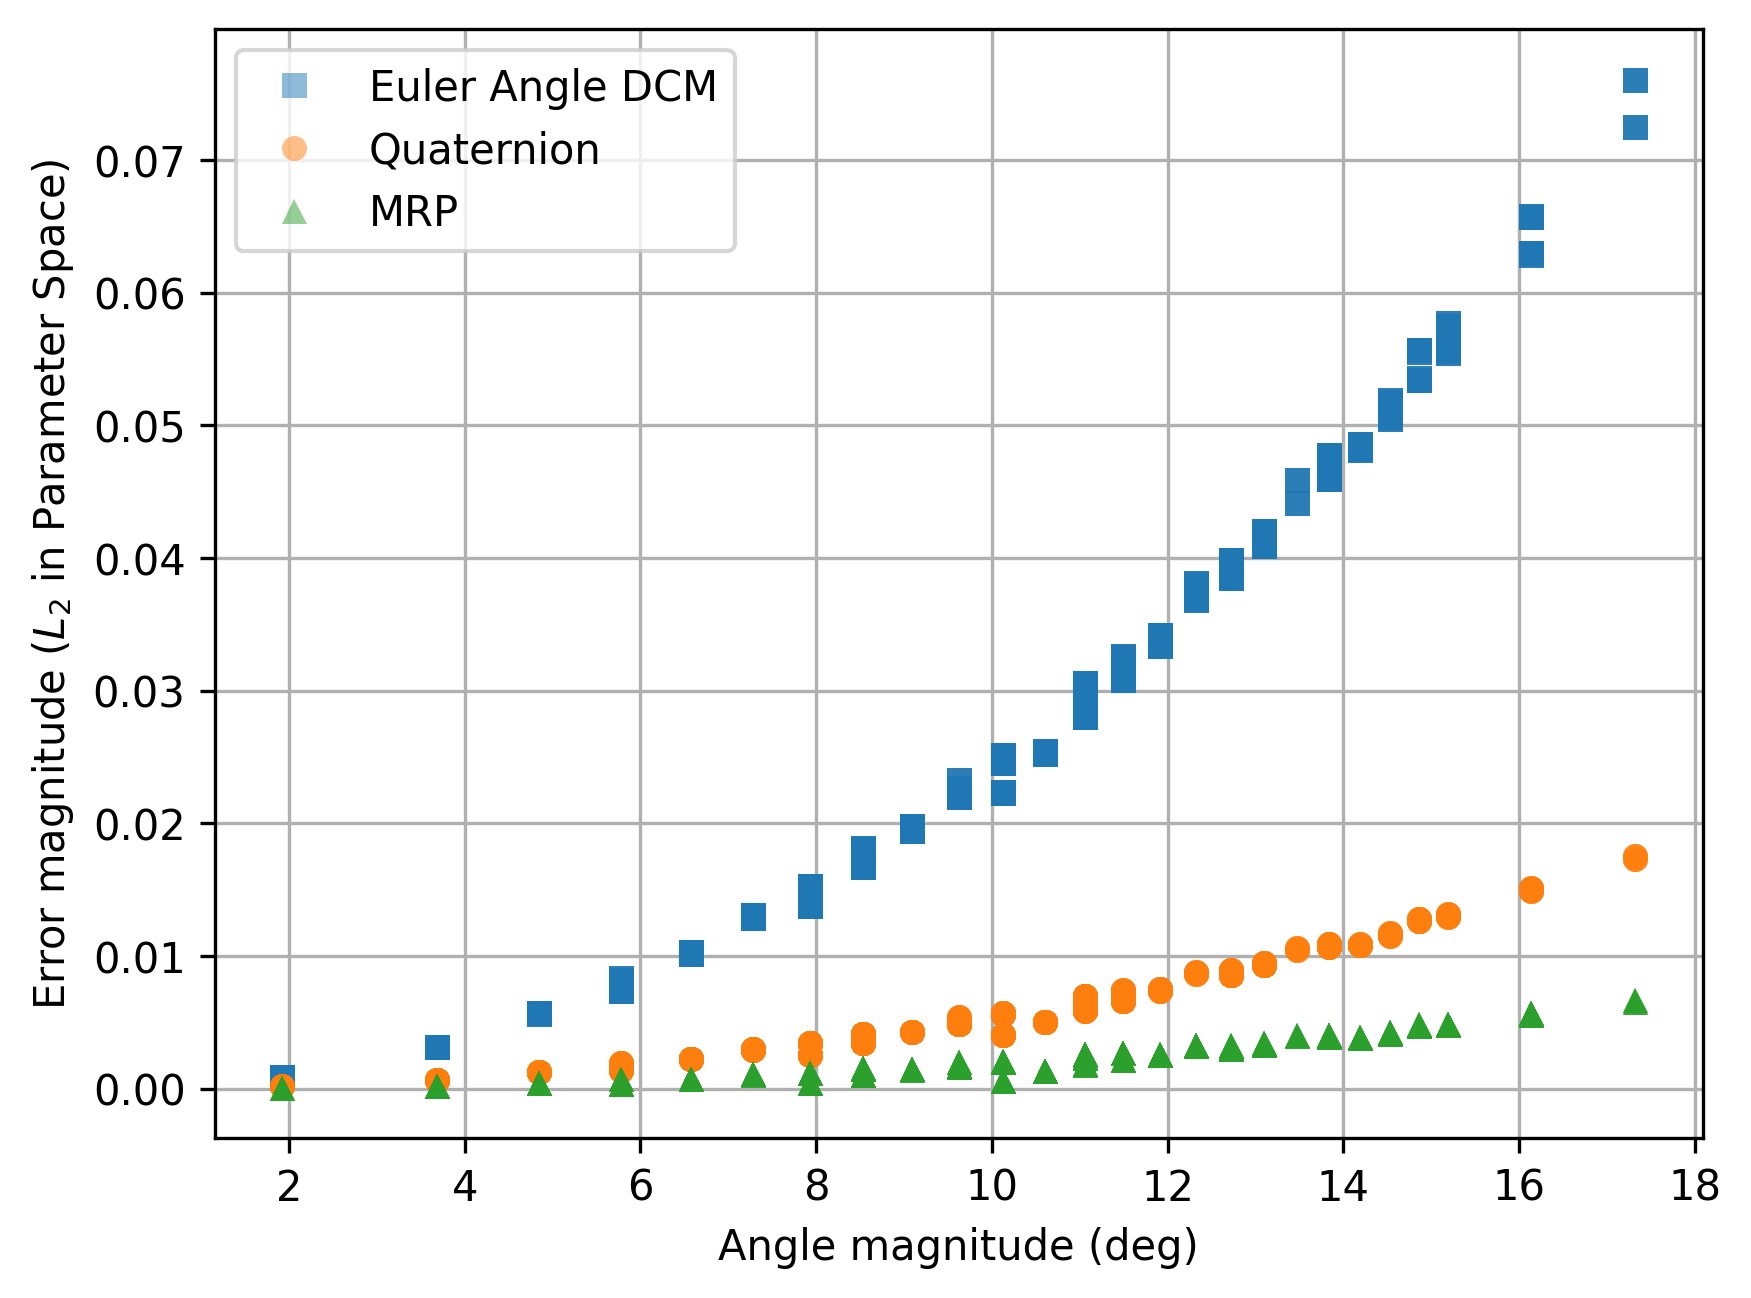 Euler Angle DCM
Quaternion
MRP
Error magnitude (L₂ in Parameter Space)
0.07
0.06
0.05
0.04
0.03
0.02
0.01
0.00
2 4 6 8 10 12 14 16 18
Angle magnitude (deg)